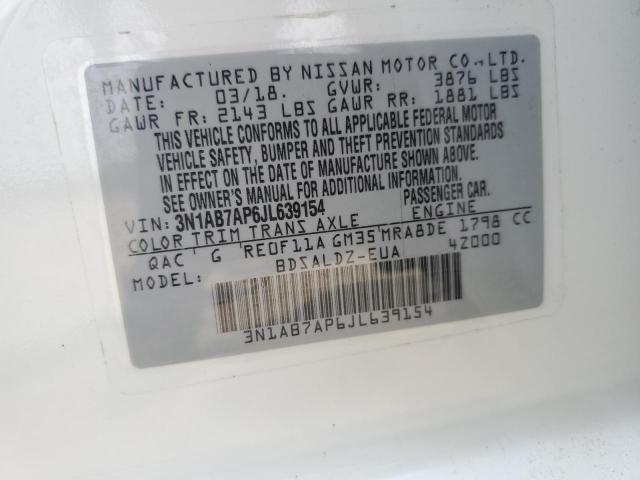 MANUFACTURED BY NISSAN MOTOR CO.,LTD.
DATE: 03/18. GVWR: 3876 LBS
GAWR FR: 2143 LBS GAWR RR: 1881 LBS
THIS VEHICLE CONFORMS TO ALL APPLICABLE FEDERAL MOTOR
VEHICLE SAFETY, BUMPER AND THEFT PREVENTION STANDARDS
IN EFFECT ON THE DATE OF MANUFACTURE SHOWN ABOVE.
SEE OWNER'S MANUAL FOR ADDITIONAL INFORMATION.
VIN: 3N1AB7AP6JL639154 PASSENGER CAR.
COLOR TRIM TRANS AXLE ENGINE
QAC G RE0F11A GM35 MRA8DE 1798 CC
MODEL: BDSALDZ-EUA 4Z000
3N1AB7AP6JL639154